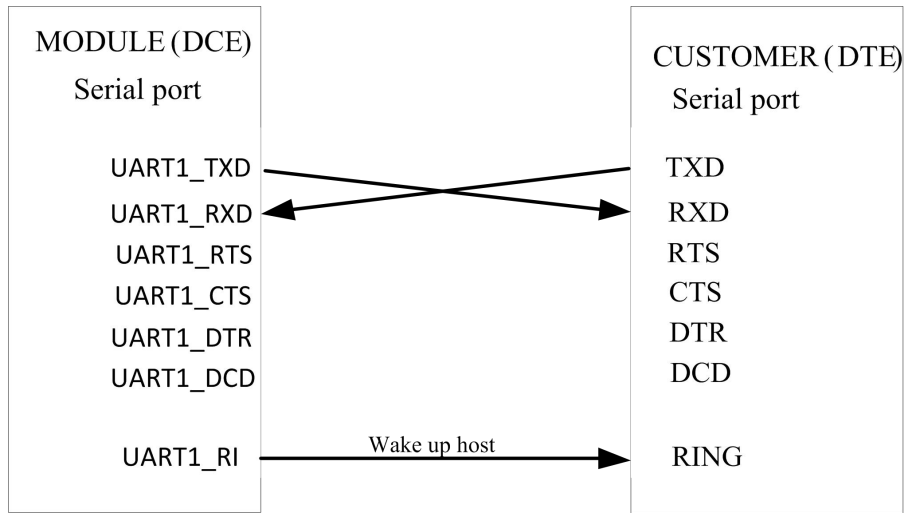 MODULE (DCE)
Serial port
UART1_TXD
UART1_RXD
UART1_RTS
UART1_CTS
UART1_DTR
UART1_DCD
UART1_RI
Wake up host
CUSTOMER ( DTE)
Serial port
TXD
RXD
RTS
CTS
DTR
DCD
RING